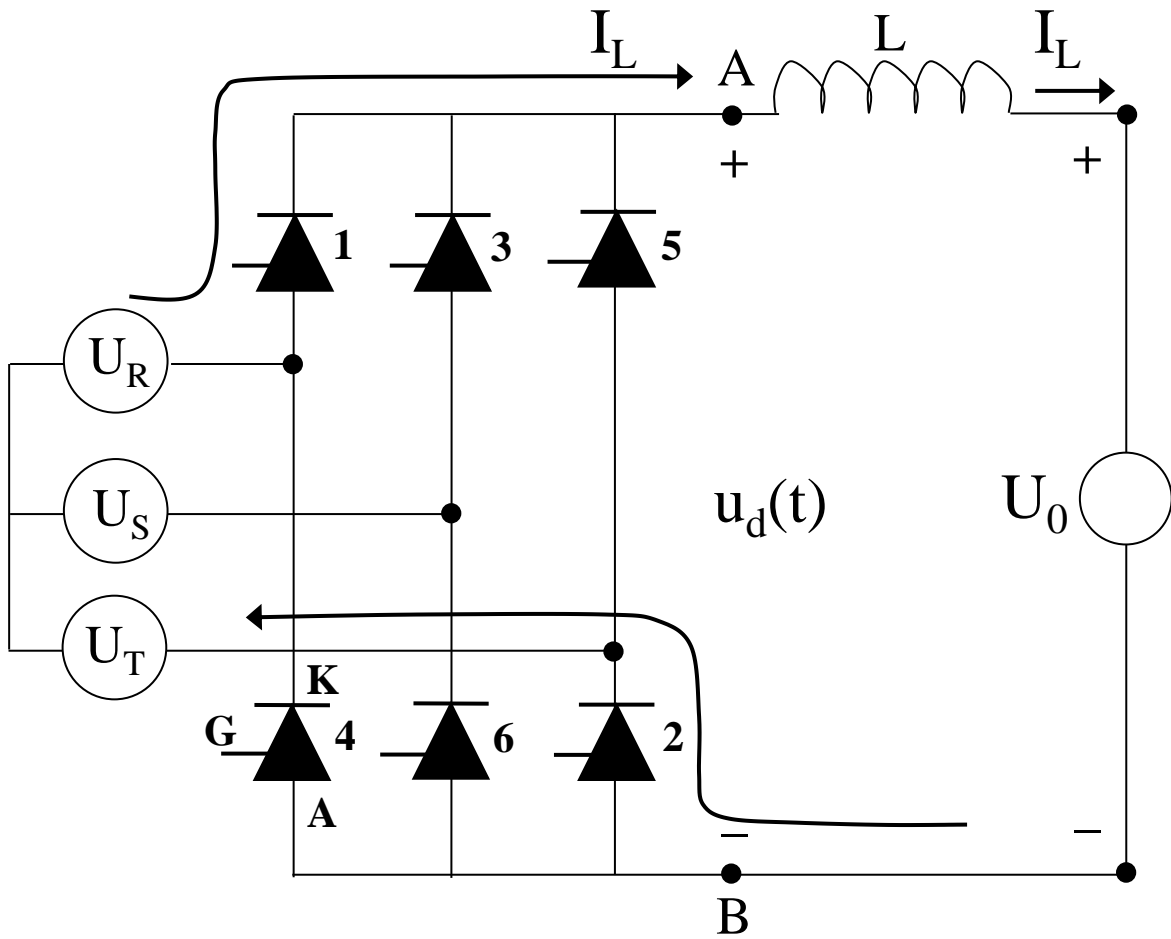 I_L A L I_L
+ +
1 3 5
U_R
U_S u_d(t) U_0
U_T
K
G 4 6 2
A
− −
B